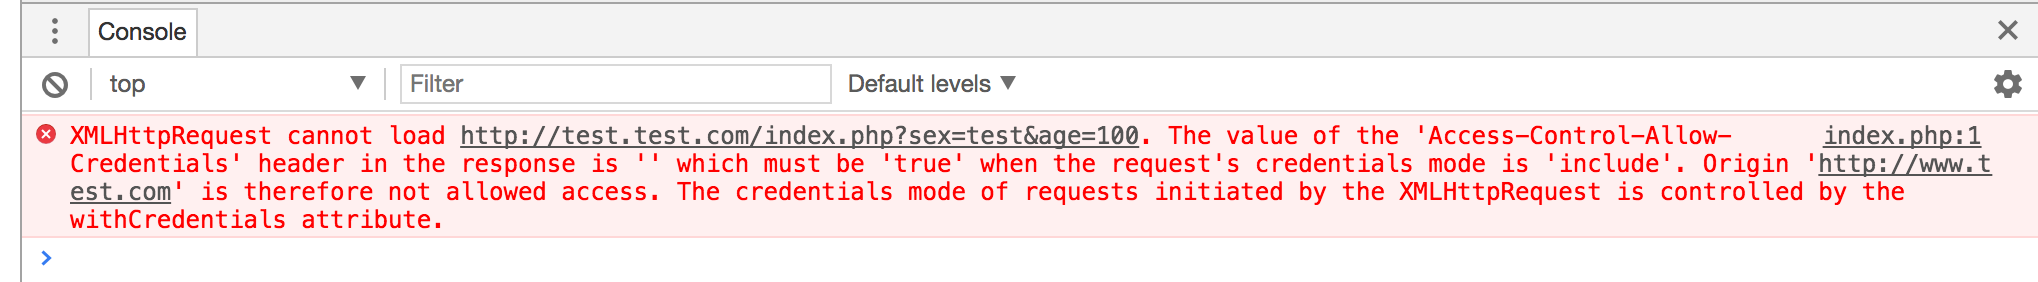 Console
top
Filter
Default levels
XMLHttpRequest cannot load http://test.test.com/index.php?sex=test&age=100. The value of the 'Access-Control-Allow- index.php:1
Credentials' header in the response is '' which must be 'true' when the request's credentials mode is 'include'. Origin 'http://www.t
est.com' is therefore not allowed access. The credentials mode of requests initiated by the XMLHttpRequest is controlled by the
withCredentials attribute.